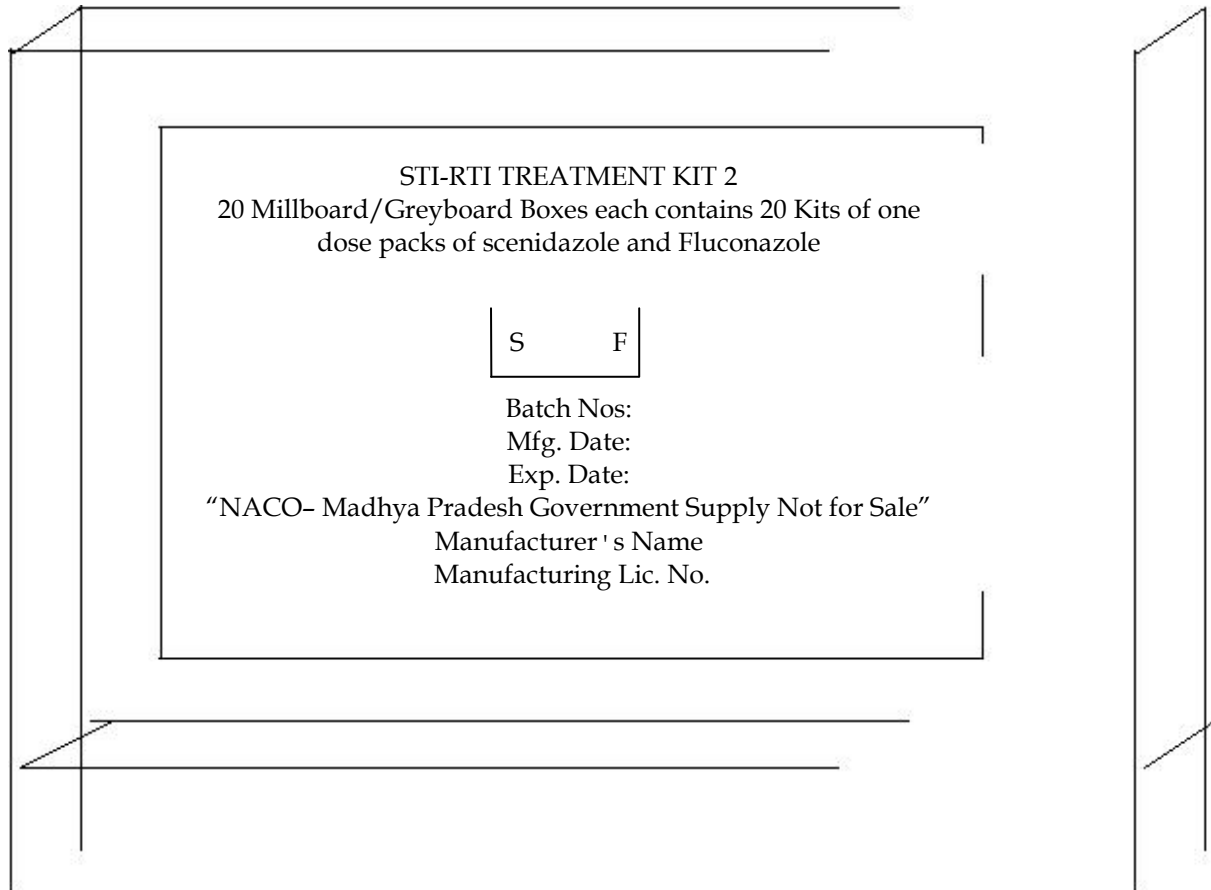 STI-RTI TREATMENT KIT 2
20 Millboard/Greyboard Boxes each contains 20 Kits of one
dose packs of scenidazole and Fluconazole
S F
Batch Nos:
Mfg. Date:
Exp. Date:
“NACO– Madhya Pradesh Government Supply Not for Sale”
Manufacturer's Name
Manufacturing Lic. No.